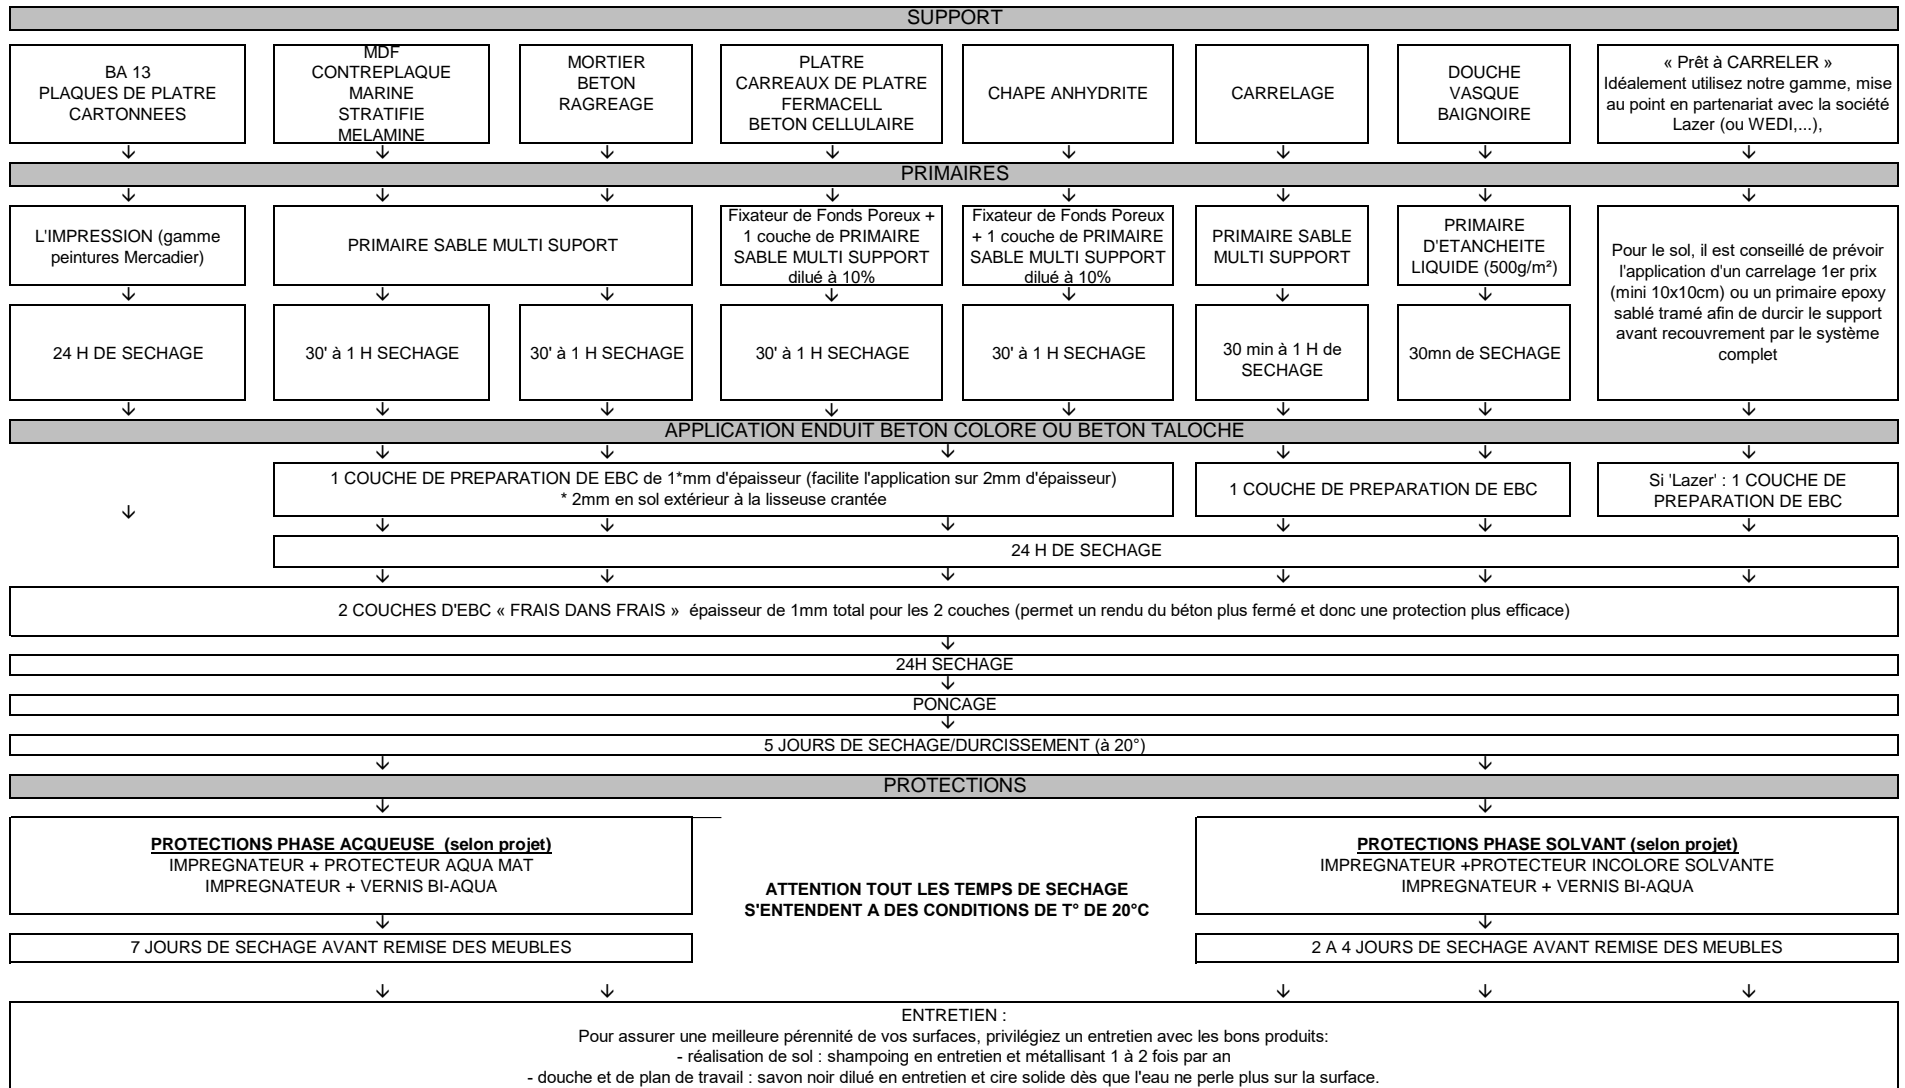 SUPPORT
BA 13
PLAQUES DE PLATRE
CARTONNEES
MDF
CONTREPLAQUE
MARINE
STRATIFIE
MELAMINE
MORTIER
BETON
RAGREAGE
PLATRE
CARREAUX DE PLATRE
FERMACELL
BETON CELLULAIRE
CHAPE ANHYDRITE
CARRELAGE
DOUCHE
VASQUE
BAIGNOIRE
« Prêt à CARRELER »
Idéalement utilisez notre gamme, mise
au point en partenariat avec la société
Lazer (ou WEDI,...),
PRIMAIRES
L'IMPRESSION (gamme
peintures Mercadier)
PRIMAIRE SABLE MULTI SUPORT
Fixateur de Fonds Poreux +
1 couche de PRIMAIRE
SABLE MULTI SUPPORT
dilué à 10%
Fixateur de Fonds Poreux
+ 1 couche de PRIMAIRE
SABLE MULTI SUPPORT
dilué à 10%
PRIMAIRE SABLE
MULTI SUPPORT
PRIMAIRE
D'ETANCHEITE
LIQUIDE (500g/m²)
Pour le sol, il est conseillé de prévoir
l'application d'un carrelage 1er prix
(mini 10x10cm) ou un primaire epoxy
sablé tramé afin de durcir le support
avant recouvrement par le système
complet
24 H DE SECHAGE
30' à 1 H SECHAGE
30' à 1 H SECHAGE
30' à 1 H SECHAGE
30' à 1 H SECHAGE
30 min à 1 H de
SECHAGE
30mn de SECHAGE
APPLICATION ENDUIT BETON COLORE OU BETON TALOCHE
1 COUCHE DE PREPARATION DE EBC de 1*mm d'épaisseur (facilite l'application sur 2mm d'épaisseur)
* 2mm en sol extérieur à la lisseuse crantée
1 COUCHE DE PREPARATION DE EBC
Si 'Lazer' : 1 COUCHE DE
PREPARATION DE EBC
24 H DE SECHAGE
2 COUCHES D'EBC « FRAIS DANS FRAIS » épaisseur de 1mm total pour les 2 couches (permet un rendu du béton plus fermé et donc une protection plus efficace)
24H SECHAGE
PONCAGE
5 JOURS DE SECHAGE/DURCISSEMENT (à 20°)
PROTECTIONS
PROTECTIONS PHASE ACQUEUSE (selon projet)
IMPREGNATEUR + PROTECTEUR AQUA MAT
IMPREGNATEUR + VERNIS BI-AQUA
ATTENTION TOUT LES TEMPS DE SECHAGE
S'ENTENDENT A DES CONDITIONS DE T° DE 20°C
PROTECTIONS PHASE SOLVANT (selon projet)
IMPREGNATEUR +PROTECTEUR INCOLORE SOLVANTE
IMPREGNATEUR + VERNIS BI-AQUA
7 JOURS DE SECHAGE AVANT REMISE DES MEUBLES
2 A 4 JOURS DE SECHAGE AVANT REMISE DES MEUBLES
ENTRETIEN :
Pour assurer une meilleure pérennité de vos surfaces, privilégiez un entretien avec les bons produits:
- réalisation de sol : shampoing en entretien et métallisant 1 à 2 fois par an
- douche et de plan de travail : savon noir dilué en entretien et cire solide dès que l'eau ne perle plus sur la surface.